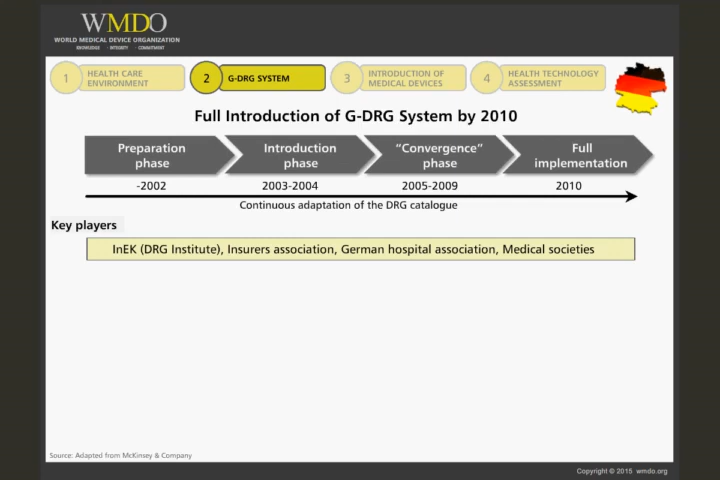 WMDO
WORLD MEDICAL DEVICE ORGANIZATION
KNOWLEDGE · INTEGRITY · COMMITMENT
1 HEALTH CARE ENVIRONMENT
2 G-DRG SYSTEM
3 INTRODUCTION OF MEDICAL DEVICES
4 HEALTH TECHNOLOGY ASSESSMENT
Full Introduction of G-DRG System by 2010
Preparation phase
Introduction phase
“Convergence” phase
Full implementation
-2002
2003-2004
2005-2009
2010
Continuous adaptation of the DRG catalogue
Key players
InEK (DRG Institute), Insurers association, German hospital association, Medical societies
Source: Adapted from McKinsey & Company
Copyright © 2015 wmdo.org